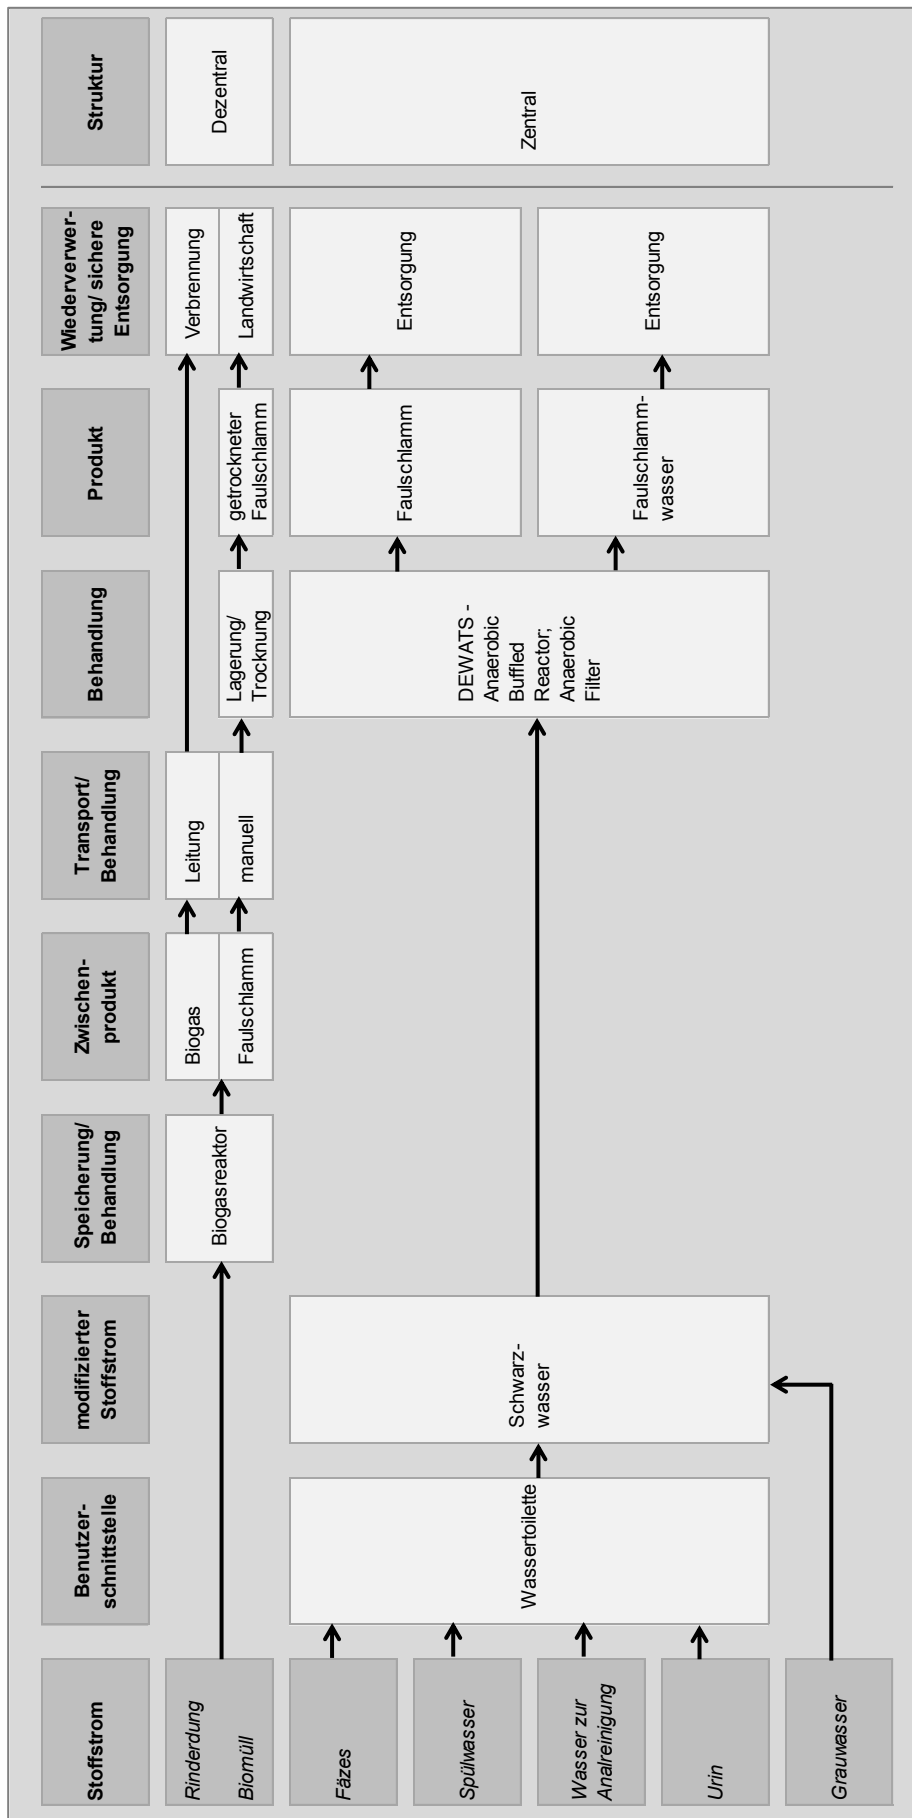 Stoffstrom
Benutzer-
schnittstelle
modifizierter
Stoffstrom
Speicherung/
Behandlung
Zwischen-
produkt
Transport/
Behandlung
Behandlung
Produkt
Wiederverwer-
tung/ sichere
Entsorgung
Struktur
Rinderdung
Biomüll
Biogasreaktor
Biogas
Leitung
Verbrennung
Faulschlamm
manuell
Lagerung/
Trocknung
getrockneter
Faulschlamm
Landwirtschaft
Dezentral
Fäzes
Spülwasser
Wasser zur
Analreinigung
Urin
Wassertoilette
Schwarz-
wasser
DEWATS -
Anaerobic
Buffled
Reactor;
Anaerobic
Filter
Faulschlamm
Entsorgung
Faulschlamm-
wasser
Entsorgung
Zentral
Grauwasser